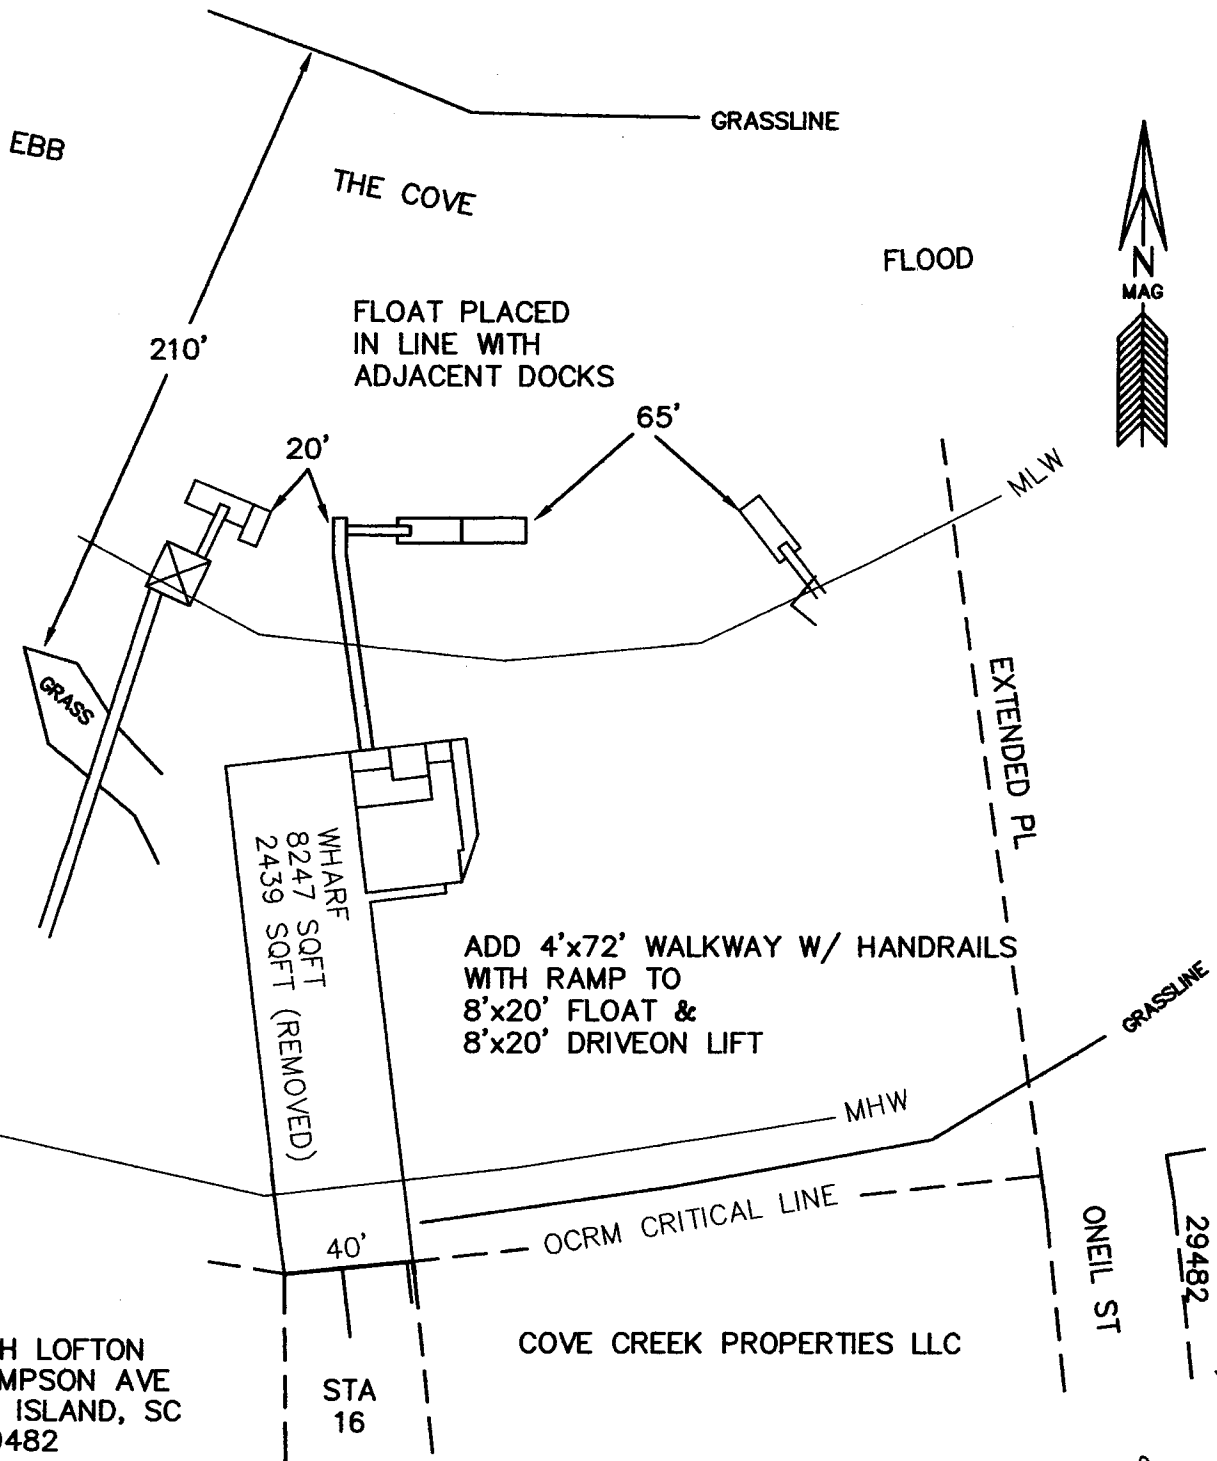 GRASSLINE
EBB
THE COVE
FLOOD
N
MAG
FLOAT PLACED
IN LINE WITH
ADJACENT DOCKS
210'
65'
20'
MLW
GRASS
EXTENDED PL
WHARF
8247 SQFT
2439 SQFT (REMOVED)
ADD 4'x72' WALKWAY W/ HANDRAILS
WITH RAMP TO
8'x20' FLOAT &
8'x20' DRIVEON LIFT
GRASSLINE
MHW
OCRM CRITICAL LINE
40'
ONEIL ST
29482
COVE CREEK PROPERTIES LLC
H LOFTON
MPSON AVE
ISLAND, SC
9482
STA
16